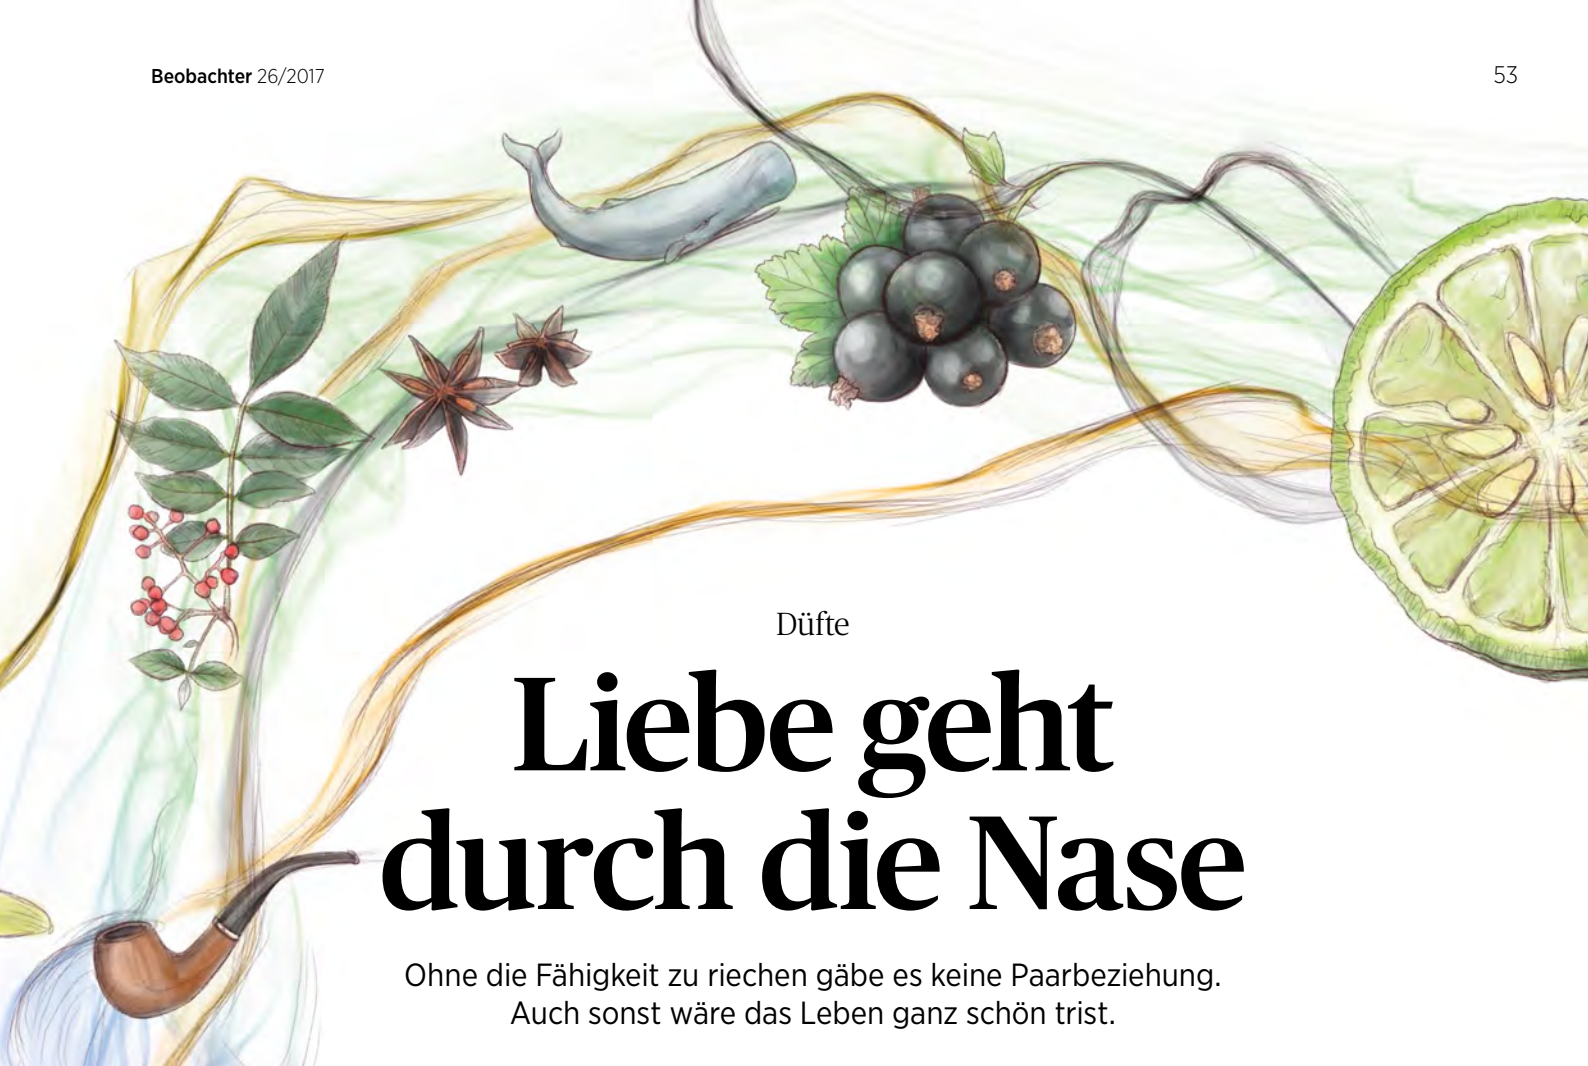 Beobachter 26/2017
53
Düfte
Liebe geht
durch die Nase
Ohne die Fähigkeit zu riechen gäbe es keine Paarbeziehung.
Auch sonst wäre das Leben ganz schön trist.